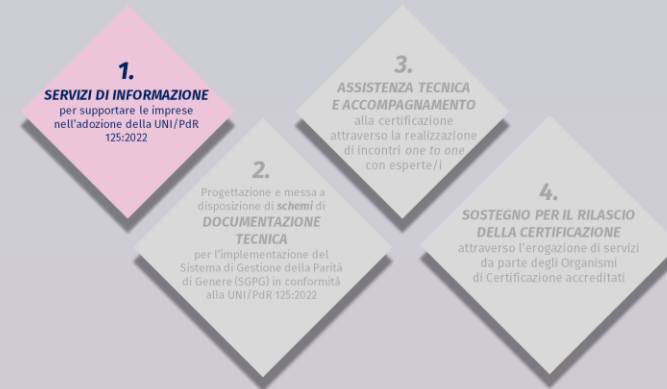 1.
SERVIZI DI INFORMAZIONE
per supportare le imprese
nell'adozione della UNI/PdR
125:2022
2.
Progettazione e messa a
disposizione di schemi di
DOCUMENTAZIONE
TECNICA
per l'implementazione del
Sistema di Gestione della Parità
di Genere (SGPG) in conformità
alla UNI/PdR 125:2022
3.
ASSISTENZA TECNICA
E ACCOMPAGNAMENTO
alla certificazione
attraverso la realizzazione
di incontri one to one
con esperte/i
4.
SOSTEGNO PER IL RILASCIO
DELLA CERTIFICAZIONE
attraverso l'erogazione di servizi
da parte degli Organismi
di Certificazione accreditati